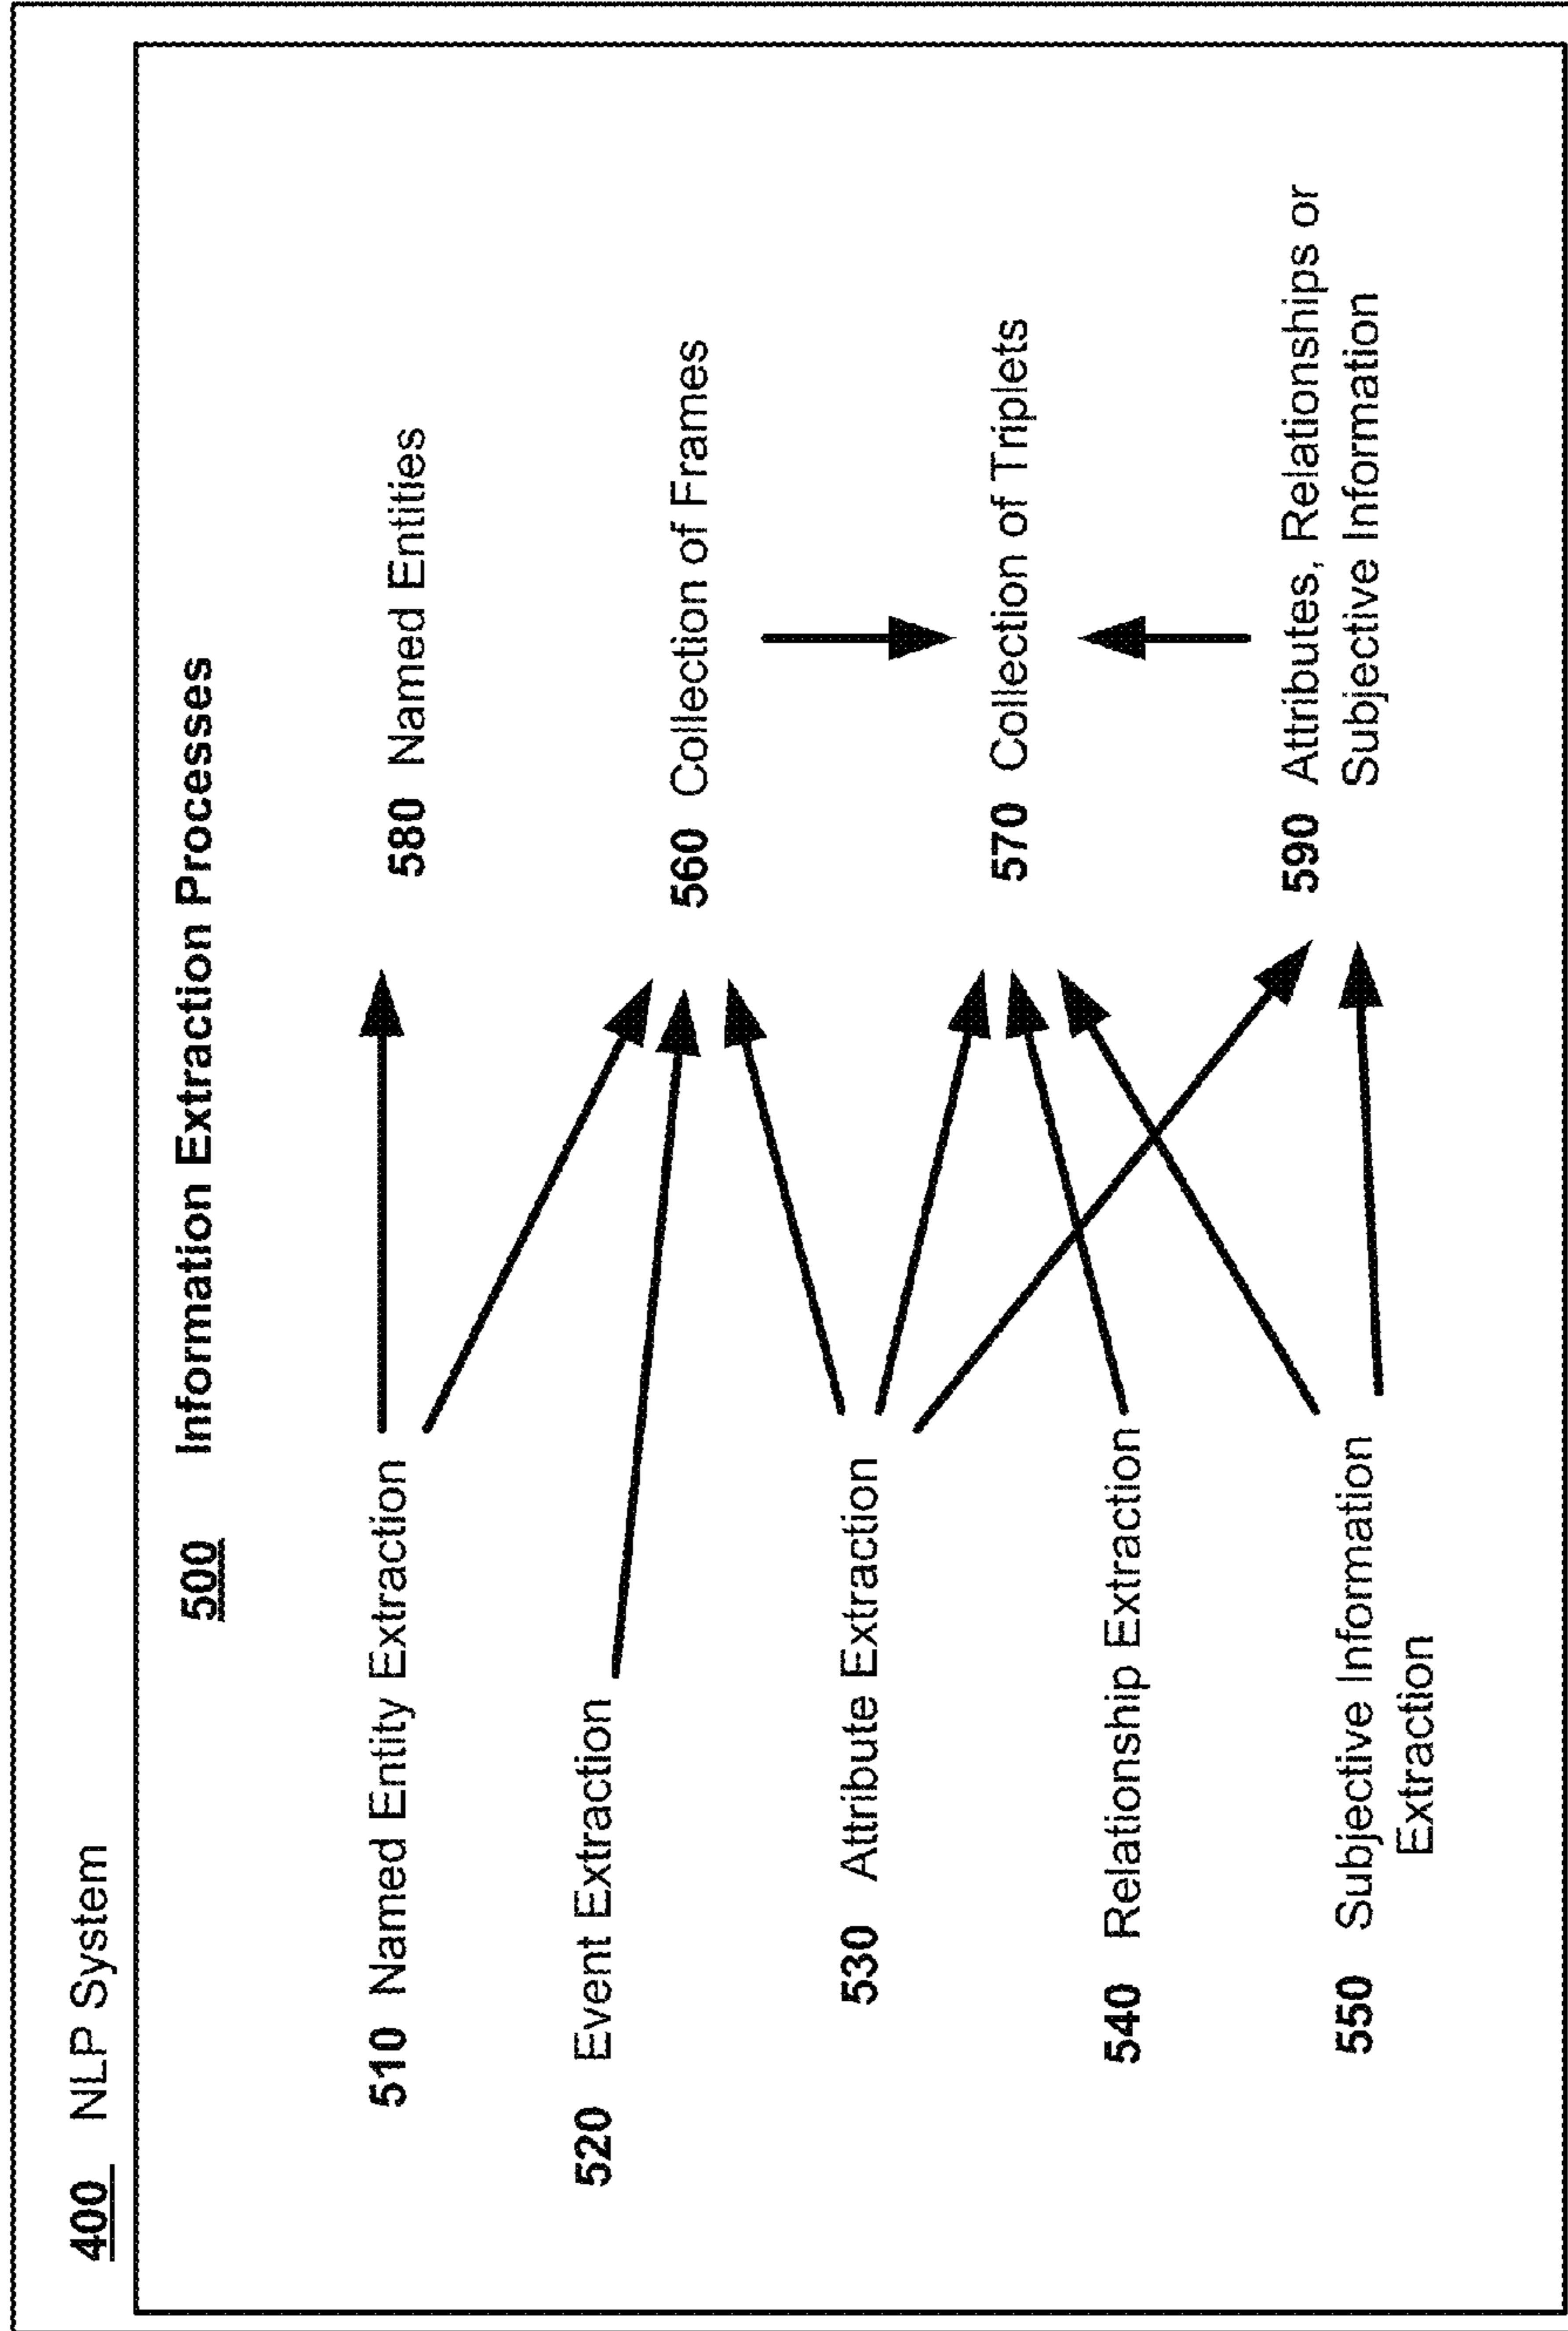 400 NLP System
500 Information Extraction Processes
510 Named Entity Extraction
520 Event Extraction
530 Attribute Extraction
540 Relationship Extraction
550 Subjective Information
Extraction
580 Named Entities
560 Collection of Frames
570 Collection of Triplets
590 Attributes, Relationships or
Subjective Information